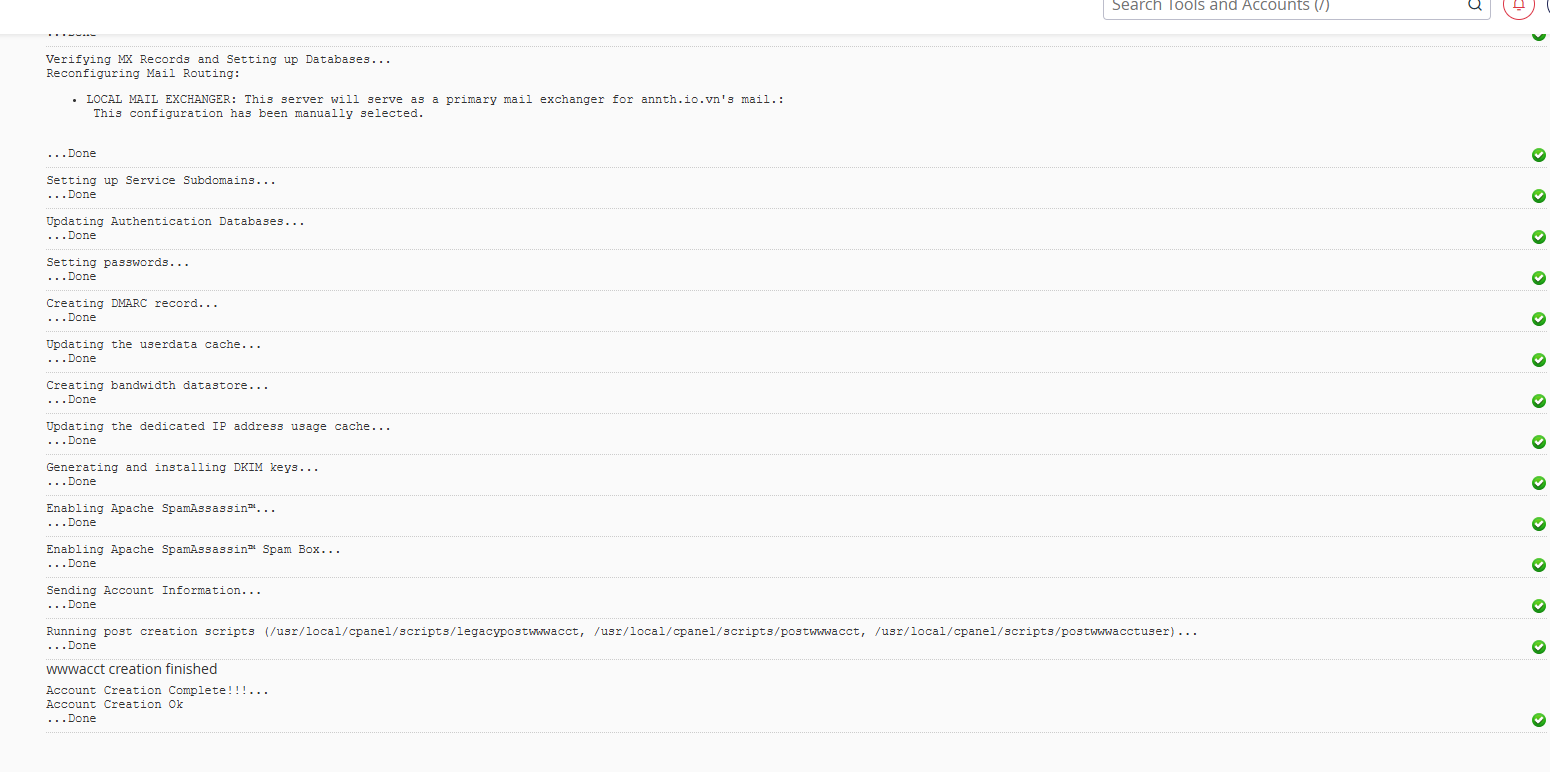 Search Tools and Accounts (/)
...Done
Verifying MX Records and Setting up Databases...
Reconfiguring Mail Routing:
• LOCAL MAIL EXCHANGER: This server will serve as a primary mail exchanger for annth.io.vn's mail.:
This configuration has been manually selected.
...Done
Setting up Service Subdomains...
...Done
Updating Authentication Databases...
...Done
Setting passwords...
...Done
Creating DMARC record...
...Done
Updating the userdata cache...
...Done
Creating bandwidth datastore...
...Done
Updating the dedicated IP address usage cache...
...Done
Generating and installing DKIM keys...
...Done
Enabling Apache SpamAssassin™...
...Done
Enabling Apache SpamAssassin™ Spam Box...
...Done
Sending Account Information...
...Done
Running post creation scripts (/usr/local/cpanel/scripts/legacypostwwwacct, /usr/local/cpanel/scripts/postwwwacct, /usr/local/cpanel/scripts/postwwwacctuser)...
...Done
wwwacct creation finished
Account Creation Complete!!!...
Account Creation Ok
...Done